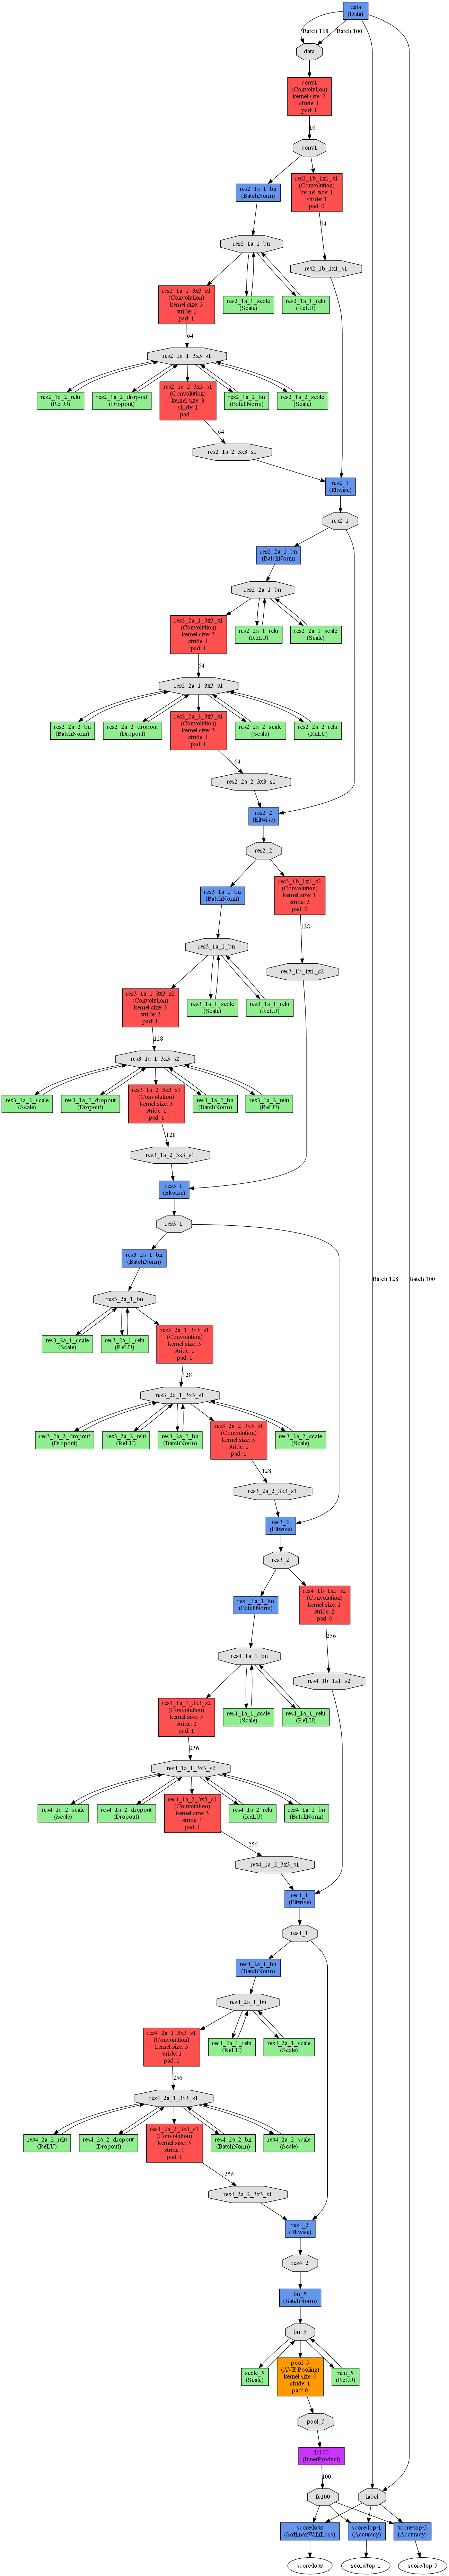 data
(Data)
Batch 128
Batch 100
data
conv1
(Convolution)
kernel size: 3
stride: 1
pad: 1
16
conv1
res2_1a_1_bn
(BatchNorm)
res2_1b_1x1_s1
(Convolution)
kernel size: 1
stride: 1
pad: 0
64
res2_1a_1_bn
res2_1b_1x1_s1
res2_1a_1_3x3_s1
(Convolution)
kernel size: 3
stride: 1
pad: 1
res2_1a_1_scale
(Scale)
res2_1a_1_relu
(ReLU)
64
res2_1a_1_3x3_s1
res2_1a_2_relu
(ReLU)
res2_1a_2_dropout
(Dropout)
res2_1a_2_3x3_s1
(Convolution)
kernel size: 3
stride: 1
pad: 1
res2_1a_2_bn
(BatchNorm)
res2_1a_2_scale
(Scale)
64
res2_1a_2_3x3_s1
res2_1
(Eltwise)
res2_1
res2_2a_1_bn
(BatchNorm)
res2_2a_1_bn
res2_2a_1_3x3_s1
(Convolution)
kernel size: 3
stride: 1
pad: 1
res2_2a_1_relu
(ReLU)
res2_2a_1_scale
(Scale)
64
res2_2a_1_3x3_s1
res2_2a_2_bn
(BatchNorm)
res2_2a_2_dropout
(Dropout)
res2_2a_2_3x3_s1
(Convolution)
kernel size: 3
stride: 1
pad: 1
res2_2a_2_scale
(Scale)
res2_2a_2_relu
(ReLU)
64
res2_2a_2_3x3_s1
res2_2
(Eltwise)
res2_2
res3_1a_1_bn
(BatchNorm)
res3_1b_1x1_s2
(Convolution)
kernel size: 1
stride: 2
pad: 0
128
res3_1a_1_bn
res3_1b_1x1_s2
res3_1a_1_3x3_s2
(Convolution)
kernel size: 3
stride: 2
pad: 1
res3_1a_1_scale
(Scale)
res3_1a_1_relu
(ReLU)
128
res3_1a_1_3x3_s2
res3_1a_2_scale
(Scale)
res3_1a_2_dropout
(Dropout)
res3_1a_2_3x3_s1
(Convolution)
kernel size: 3
stride: 1
pad: 1
res3_1a_2_bn
(BatchNorm)
res3_1a_2_relu
(ReLU)
128
res3_1a_2_3x3_s1
res3_1
(Eltwise)
res3_1
res3_2a_1_bn
(BatchNorm)
Batch 128
Batch 100
res3_2a_1_bn
res3_2a_1_scale
(Scale)
res3_2a_1_relu
(ReLU)
res3_2a_1_3x3_s1
(Convolution)
kernel size: 3
stride: 1
pad: 1
128
res3_2a_1_3x3_s1
res3_2a_2_dropout
(Dropout)
res3_2a_2_relu
(ReLU)
res3_2a_2_bn
(BatchNorm)
res3_2a_2_3x3_s1
(Convolution)
kernel size: 3
stride: 1
pad: 1
res3_2a_2_scale
(Scale)
128
res3_2a_2_3x3_s1
res3_2
(Eltwise)
res3_2
res4_1a_1_bn
(BatchNorm)
res4_1b_1x1_s2
(Convolution)
kernel size: 1
stride: 2
pad: 0
256
res4_1a_1_bn
res4_1b_1x1_s2
res4_1a_1_3x3_s2
(Convolution)
kernel size: 3
stride: 2
pad: 1
res4_1a_1_scale
(Scale)
res4_1a_1_relu
(ReLU)
256
res4_1a_1_3x3_s2
res4_1a_2_scale
(Scale)
res4_1a_2_dropout
(Dropout)
res4_1a_2_3x3_s1
(Convolution)
kernel size: 3
stride: 1
pad: 1
res4_1a_2_relu
(ReLU)
res4_1a_2_bn
(BatchNorm)
256
res4_1a_2_3x3_s1
res4_1
(Eltwise)
res4_1
res4_2a_1_bn
(BatchNorm)
res4_2a_1_bn
res4_2a_1_3x3_s1
(Convolution)
kernel size: 3
stride: 1
pad: 1
res4_2a_1_relu
(ReLU)
res4_2a_1_scale
(Scale)
256
res4_2a_1_3x3_s1
res4_2a_2_relu
(ReLU)
res4_2a_2_dropout
(Dropout)
res4_2a_2_3x3_s1
(Convolution)
kernel size: 3
stride: 1
pad: 1
res4_2a_2_bn
(BatchNorm)
res4_2a_2_scale
(Scale)
256
res4_2a_2_3x3_s1
res4_2
(Eltwise)
res4_2
bn_5
(BatchNorm)
bn_5
scale_5
(Scale)
pool_5
(AVE Pooling)
kernel size: 0
stride: 1
pad: 0
relu_5
(ReLU)
pool_5
fc100
(InnerProduct)
100
fc100
label
score/loss
(SoftmaxWithLoss)
score/top-1
(Accuracy)
score/top-5
(Accuracy)
score/loss
score/top-1
score/top-5